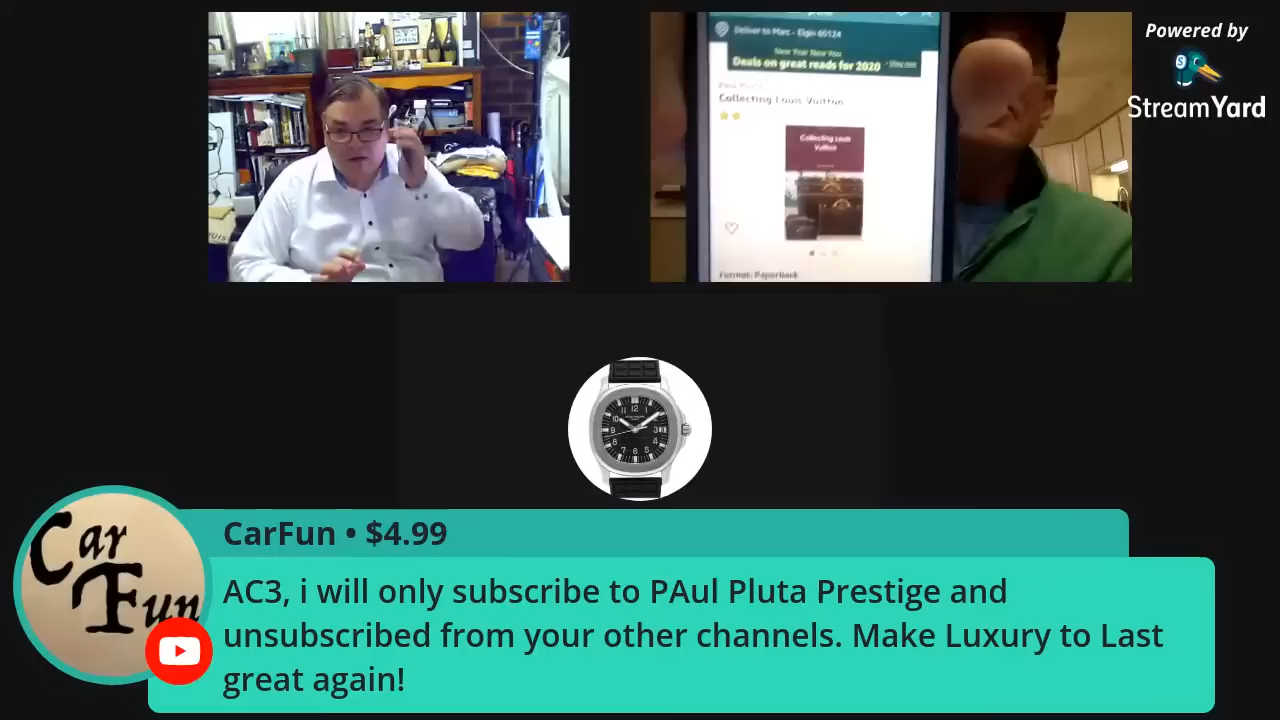 Powered by
StreamYard
Deliver to Marc - Elgin 60124
New Year New You
Deals on great reads for 2020
Collecting Louis Vuitton
Collecting Louis
Vuitton
Format: Paperback
Car
Fun
CarFun • $4.99
AC3, i will only subscribe to PAul Pluta Prestige and
unsubscribed from your other channels. Make Luxury to Last
great again!